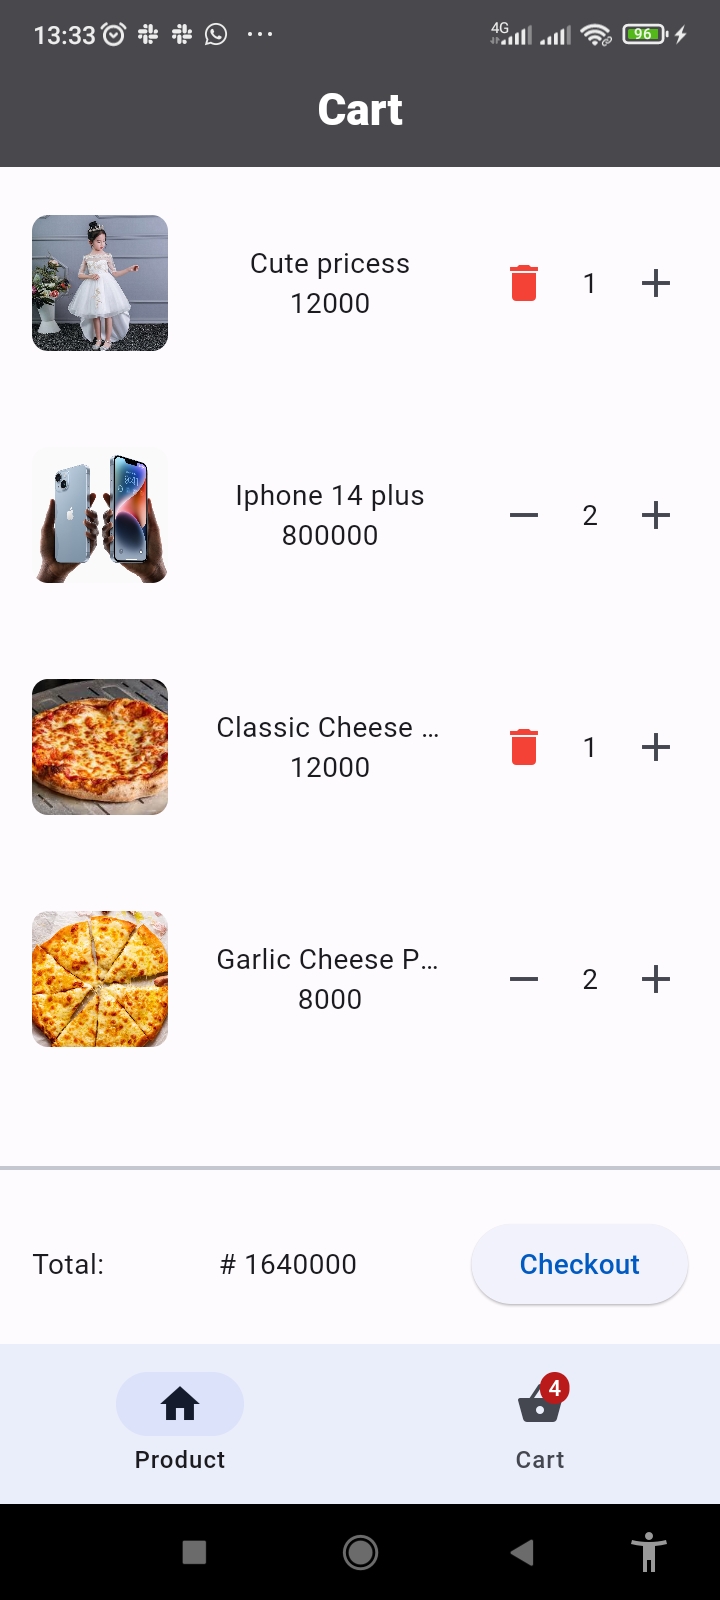 13:33 4G 96
Cart
Cute pricess
12000
1
Iphone 14 plus
800000
2
Classic Cheese ...
12000
1
Garlic Cheese P...
8000
2
Total: # 1640000 Checkout
4
Product Cart